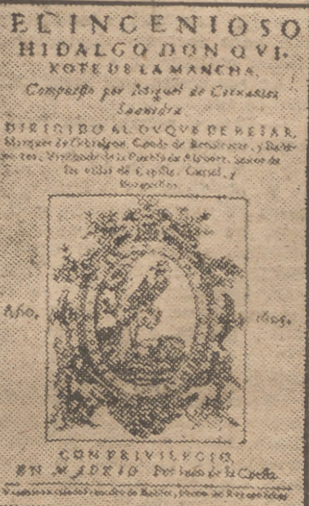 EL INGENIOSO
HIDALGO DON QVI-
XOTE DE LA MANCHA,
Compuesto por Miguel de Ceruantes
Saauedra
DIRIGIDO AL DVQVE DE BEIAR,
Marques de Gibraleon, Conde de Benalcaçar, y Baña-
res, Vizconde de la Puebla de Alcozer, Señor de
las villas de Capilla, Curiel, y
Burguillos.
Año, 1605.
CON PRIVILEGIO,
EN MADRID Por Iuan de la Cuesta.